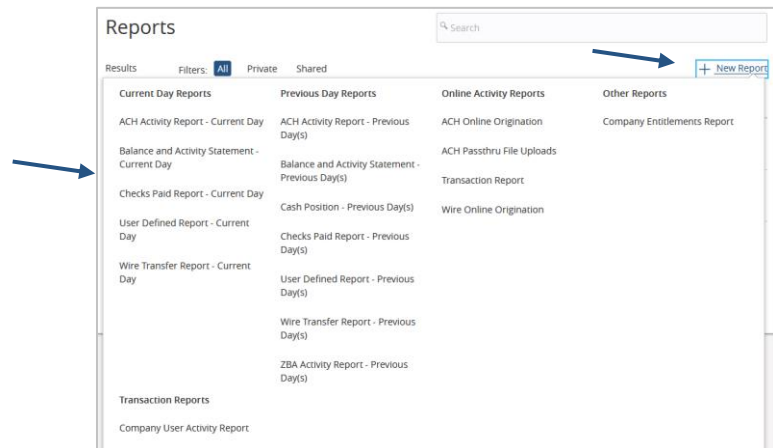 Reports
Search
Results
Filters: All Private Shared
+ New Report
Current Day Reports
ACH Activity Report - Current Day
Balance and Activity Statement -
Current Day
Checks Paid Report - Current Day
User Defined Report - Current
Day
Wire Transfer Report - Current
Day
Previous Day Reports
ACH Activity Report - Previous
Day(s)
Balance and Activity Statement -
Previous Day(s)
Cash Position - Previous Day(s)
Checks Paid Report - Previous
Day(s)
User Defined Report - Previous
Day(s)
Wire Transfer Report - Previous
Day(s)
ZBA Activity Report - Previous
Day(s)
Online Activity Reports
ACH Online Origination
ACH Passthru File Uploads
Transaction Report
Wire Online Origination
Other Reports
Company Entitlements Report
Transaction Reports
Company User Activity Report